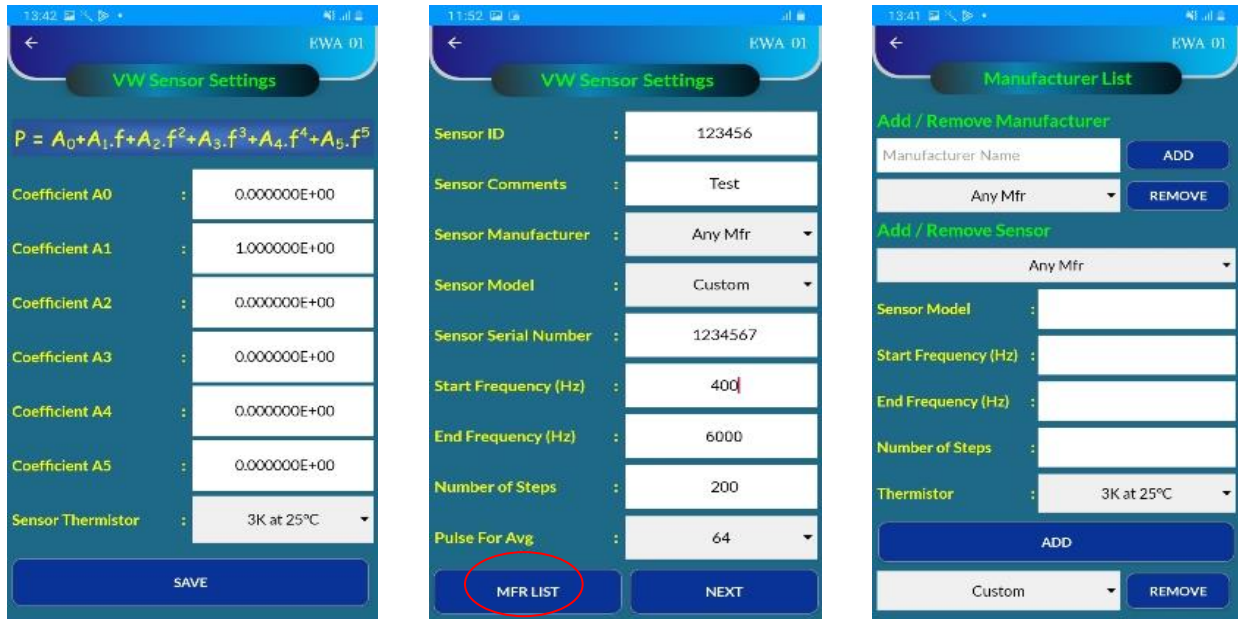 13:42
EWA 01
VW Sensor Settings
P = A₀+A₁.f+A₂.f²+A₃.f³+A₄.f⁴+A₅.f⁵
Coefficient A0 : 0.000000E+00
Coefficient A1 : 1.000000E+00
Coefficient A2 : 0.000000E+00
Coefficient A3 : 0.000000E+00
Coefficient A4 : 0.000000E+00
Coefficient A5 : 0.000000E+00
Sensor Thermistor : 3K at 25°C
SAVE
11:52
EWA 01
VW Sensor Settings
Sensor ID : 123456
Sensor Comments : Test
Sensor Manufacturer : Any Mfr
Sensor Model : Custom
Sensor Serial Number : 1234567
Start Frequency (Hz) : 400
End Frequency (Hz) : 6000
Number of Steps : 200
Pulse For Avg : 64
MFR LIST NEXT
13:41
EWA 01
Manufacturer List
Add / Remove Manufacturer
Manufacturer Name ADD
Any Mfr REMOVE
Add / Remove Sensor
Any Mfr
Sensor Model :
Start Frequency (Hz) :
End Frequency (Hz) :
Number of Steps :
Thermistor : 3K at 25°C
ADD
Custom REMOVE